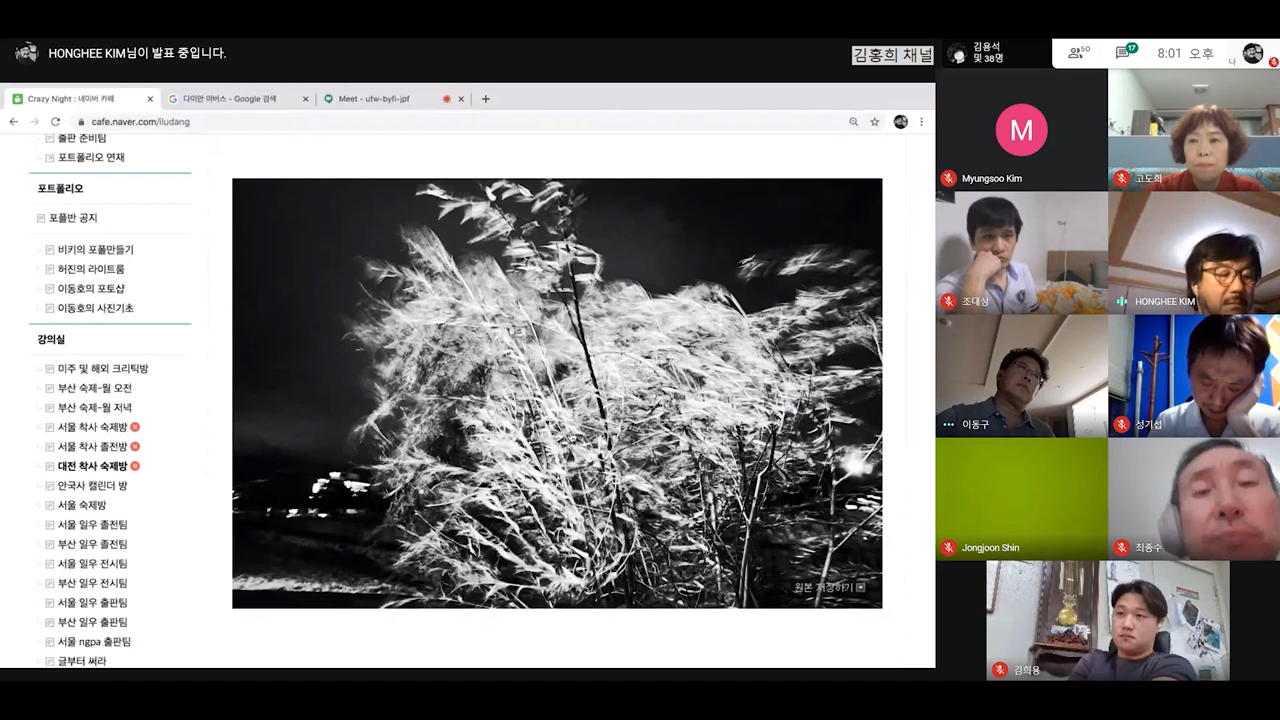 HONGHEE KIM님이 발표 중입니다.
김홍희 채널
김용석
및 38명
50
17
8:01 오후
나
Crazy Night : 네이버 카페
다이안 아버스 - Google 검색
Meet - ufw-byfi-jpf
cafe.naver.com/illudang
출판 준비팀
포트폴리오 연재
포트폴리오
포폴반 공지
비키의 포폴만들기
허진의 라이트룸
이동호의 포토샵
이동호의 사진기초
강의실
미주 및 해외 크리틱방
부산 숙제-월 오전
부산 숙제-월 저녁
서울 착사 숙제방 N
서울 착사 졸전방 N
대전 착사 숙제방 N
안국사 캘린더 방
서울 숙제방
서울 일우 졸전팀
부산 일우 졸전팀
서울 일우 전시팀
부산 일우 전시팀
서울 일우 출판팀
부산 일우 출판팀
서울 ngpa 출판팀
글부터 써라
원본 저장하기
M
Myungsoo Kim
고도희
조대상
HONGHEE KIM
이동구
성기섭
Jongjoon Shin
최종수
김희용